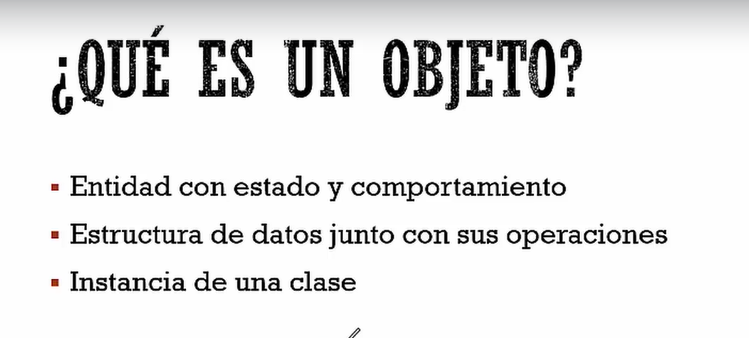 ¿QUÉ ES UN OBJETO?
Entidad con estado y comportamiento
Estructura de datos junto con sus operaciones
Instancia de una clase